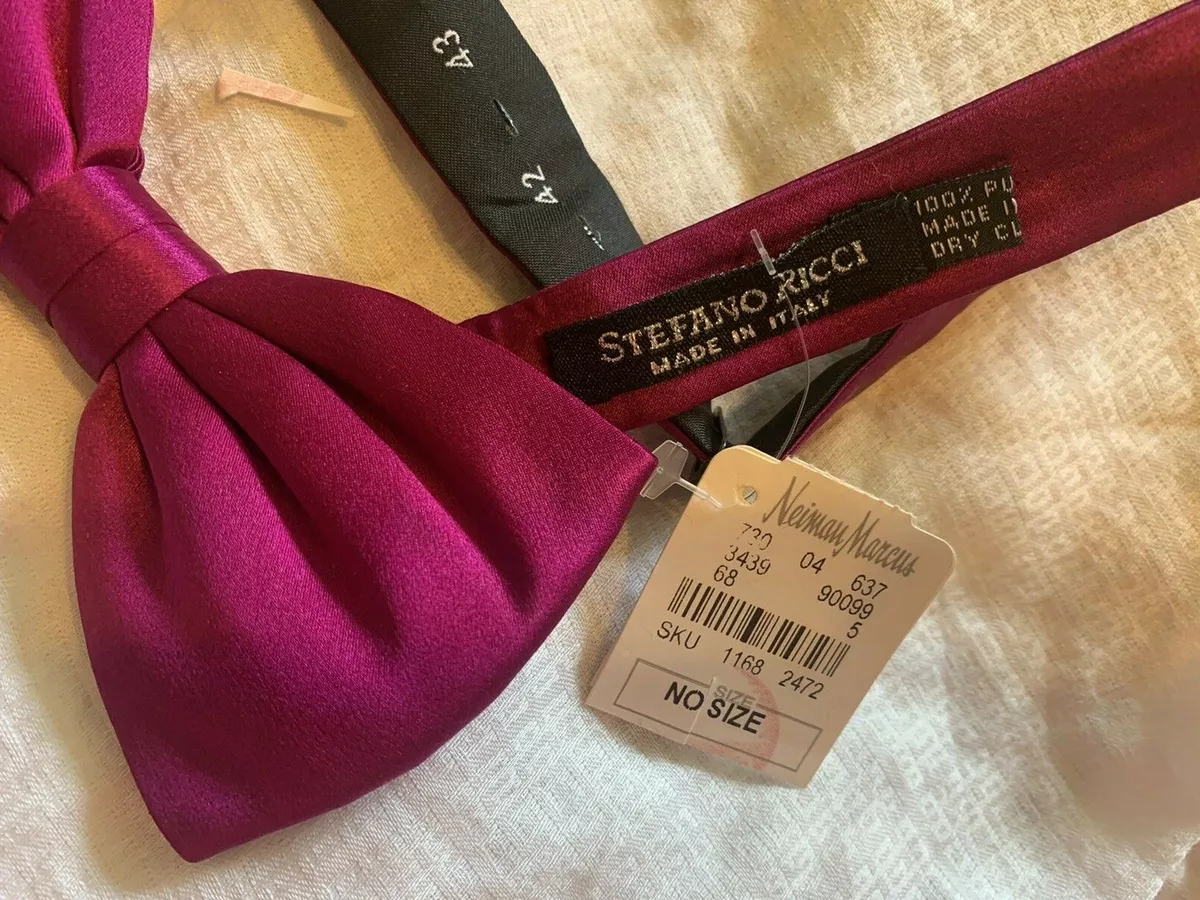 43
42
STEFANO RICCI
MADE IN ITALY
100% PU
MADE I
DRY CL
Neiman Marcus
730 04 637
3439 90099
68 5
SKU 1168 2472
SIZE
NO SIZE